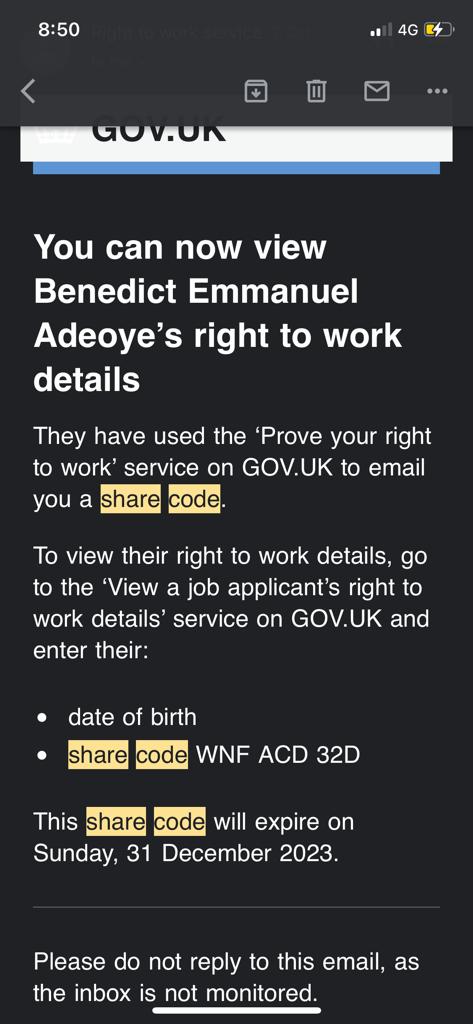 8:50
4G
Right to work service
GOV.UK
You can now view
Benedict Emmanuel
Adeoye’s right to work
details
They have used the ‘Prove your right
to work’ service on GOV.UK to email
you a share code.
To view their right to work details, go
to the ‘View a job applicant’s right to
work details’ service on GOV.UK and
enter their:
• date of birth
• share code WNF ACD 32D
This share code will expire on
Sunday, 31 December 2023.
Please do not reply to this email, as
the inbox is not monitored.